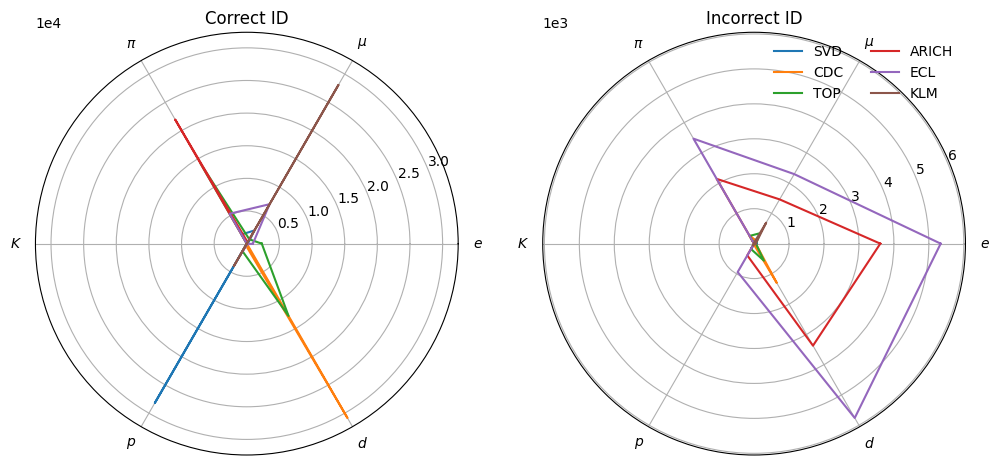 Correct ID
1e4
π
μ
K
e
p
d
0.5
1.0
1.5
2.0
2.5
3.0
Incorrect ID
1e3
π
μ
K
e
p
d
1
2
3
4
5
6
SVD ARICH
CDC ECL
TOP KLM